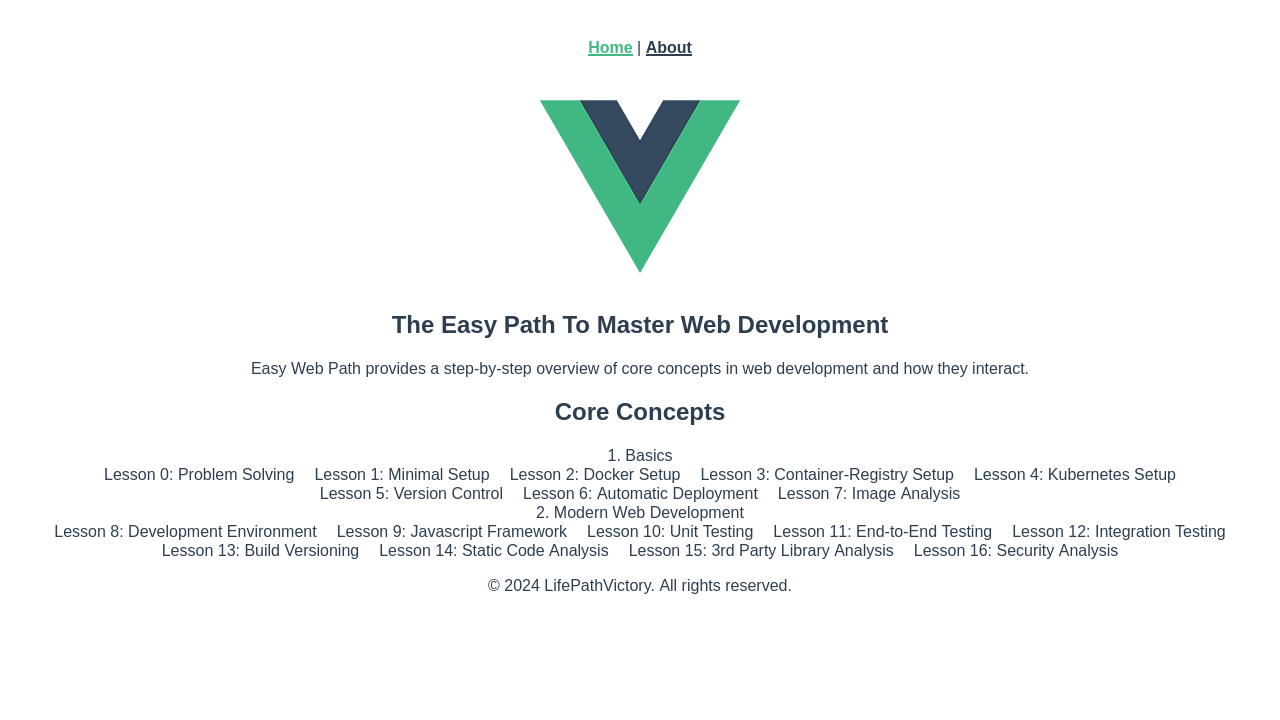 Home | About
The Easy Path To Master Web Development
Easy Web Path provides a step-by-step overview of core concepts in web development and how they interact.
Core Concepts
1. Basics
Lesson 0: Problem Solving Lesson 1: Minimal Setup Lesson 2: Docker Setup Lesson 3: Container-Registry Setup Lesson 4: Kubernetes Setup
Lesson 5: Version Control Lesson 6: Automatic Deployment Lesson 7: Image Analysis
2. Modern Web Development
Lesson 8: Development Environment Lesson 9: Javascript Framework Lesson 10: Unit Testing Lesson 11: End-to-End Testing Lesson 12: Integration Testing
Lesson 13: Build Versioning Lesson 14: Static Code Analysis Lesson 15: 3rd Party Library Analysis Lesson 16: Security Analysis
© 2024 LifePathVictory. All rights reserved.